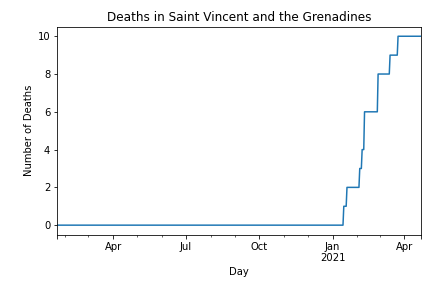 Deaths in Saint Vincent and the Grenadines
10
8
6
4
2
0
Number of Deaths
Apr Jul Oct Jan Apr
2021
Day